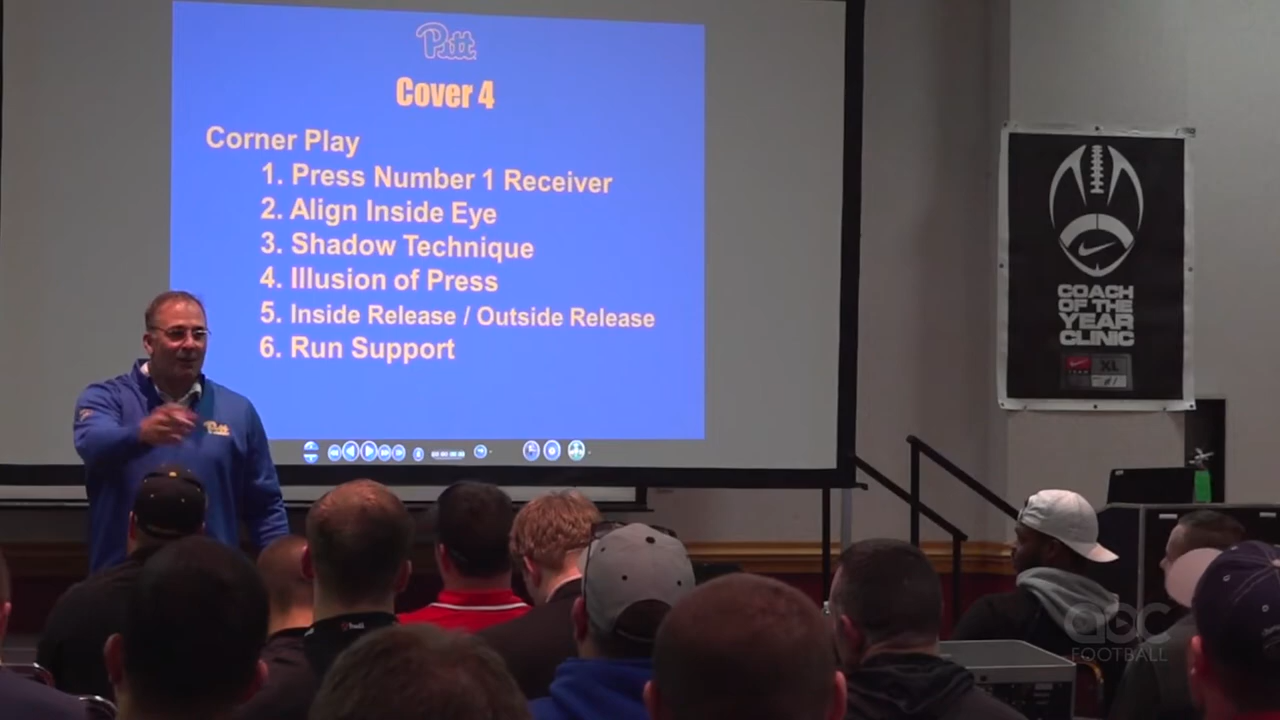 Pitt
Cover 4
Corner Play
1. Press Number 1 Receiver
2. Align Inside Eye
3. Shadow Technique
4. Illusion of Press
5. Inside Release / Outside Release
6. Run Support
Pitt
COACH
OF THE
YEAR
CLINIC
XL
abc
FOOTBALL